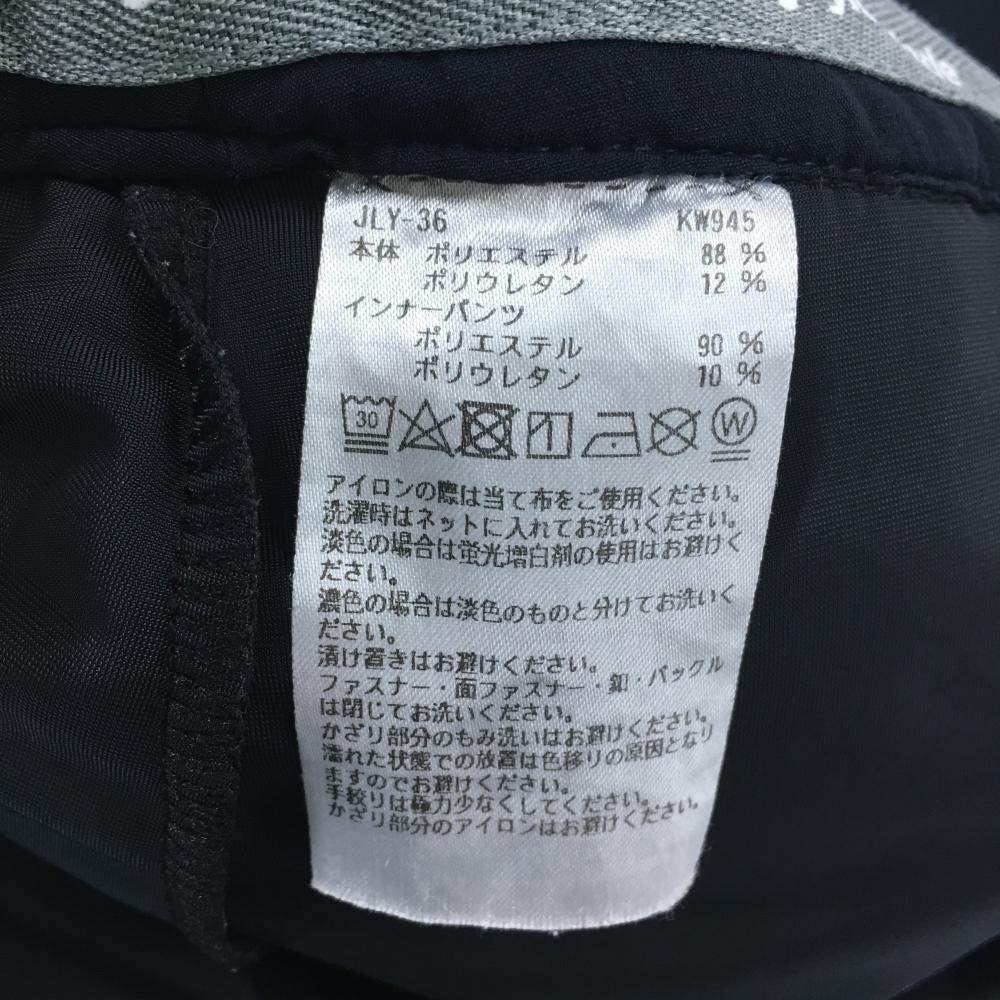 JLY-36 KW945
本体 ポリエステル 88 %
ポリウレタン 12 %
インナーパンツ
ポリエステル 90 %
ポリウレタン 10 %
30 W
アイロンの際は当て布をご使用ください。
洗濯時はネットに入れてお洗いください。
淡色の場合は蛍光増白剤の使用はお避けく
ださい。
濃色の場合は淡色のものと分けてお洗いく
ださい。
漬け置きはお避けください。
ファスナー・面ファスナー・釦・バックル
は閉じてお洗いください。
かざり部分のもみ洗いはお避けください。
濡れた状態での放置は色移りの原因となり
ますのでお避けください。
手絞りは極力少なくしてください。
かざり部分のアイロンはお避けください。